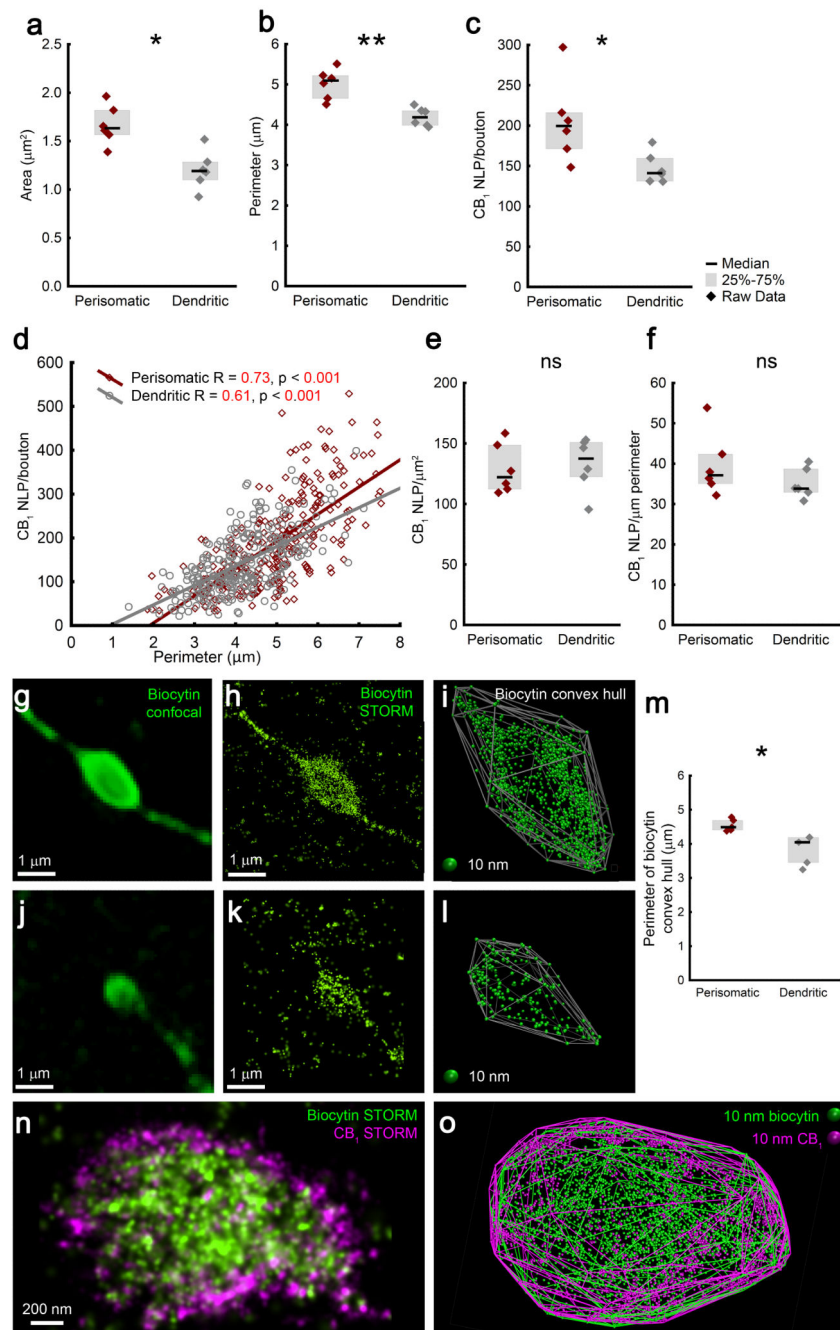 a
*
Area (μm²)
2.5
2.0
1.5
1.0
0.5
0.0
Perisomatic
Dendritic
b
**
Perimeter (μm)
6
5
4
3
2
1
0
Perisomatic
Dendritic
c
*
CB₁ NLP/bouton
300
250
200
150
100
50
0
Perisomatic
Dendritic
Median
25%-75%
Raw Data
d
Perisomatic R = 0.73, p < 0.001
Dendritic R = 0.61, p < 0.001
CB₁ NLP/bouton
600
500
400
300
200
100
0
0 1 2 3 4 5 6 7 8
Perimeter (μm)
e
ns
CB₁ NLP/μm²
200
150
100
50
0
Perisomatic
Dendritic
f
ns
CB₁ NLP/μm perimeter
60
50
40
30
20
10
0
Perisomatic
Dendritic
g
Biocytin
confocal
1 μm
h
Biocytin
STORM
1 μm
i
Biocytin convex hull
10 nm
j
1 μm
k
1 μm
l
10 nm
m
*
Perimeter of biocytin
convex hull (μm)
6
5
4
3
2
1
0
Perisomatic
Dendritic
n
Biocytin STORM
CB₁ STORM
200 nm
o
10 nm biocytin
10 nm CB₁